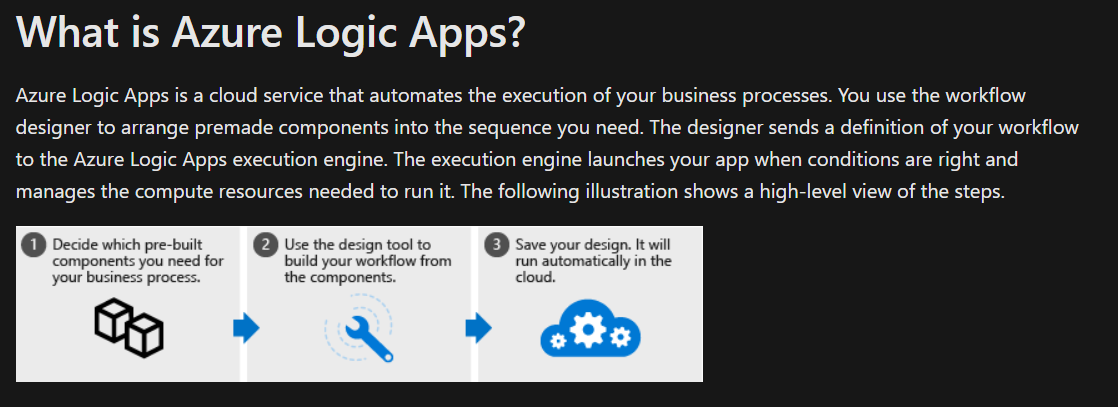 What is Azure Logic Apps?
Azure Logic Apps is a cloud service that automates the execution of your business processes. You use the workflow
designer to arrange premade components into the sequence you need. The designer sends a definition of your workflow
to the Azure Logic Apps execution engine. The execution engine launches your app when conditions are right and
manages the compute resources needed to run it. The following illustration shows a high-level view of the steps.
1 Decide which pre-built
components you need for
your business process.
2 Use the design tool to
build your workflow from
the components.
3 Save your design. It will
run automatically in the
cloud.